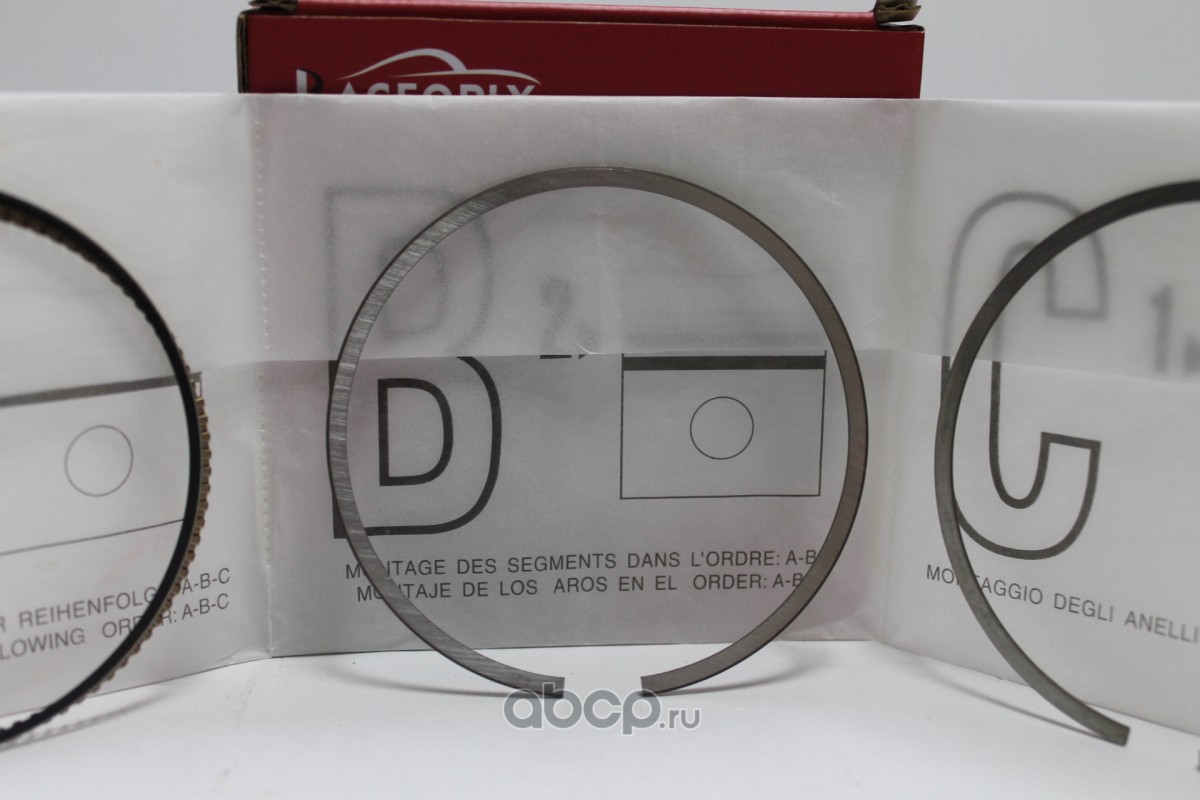 2
1
D
C
MONTAGE DES SEGMENTS DANS L'ORDRE: A-B
MONTAJE DE LOS AROS EN EL ORDER: A-B
R REIHENFOLGE A-B-C
LOWING ORDER: A-B-C
MONTAGGIO DEGLI ANELLI
abcp.ru